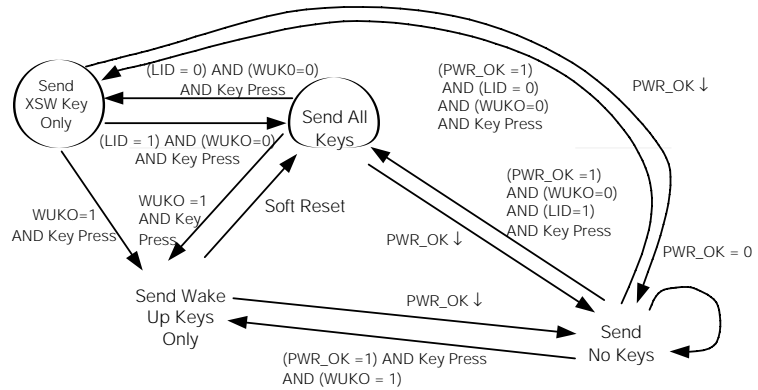 Send
XSW Key
Only
(LID = 0) AND (WUK0=0)
AND Key Press
Send All
Keys
(LID = 1) AND (WUKO=0)
AND Key Press
(PWR_OK =1)
AND (LID = 0)
AND (WUKO=0)
AND Key Press
PWR_OK ↓
WUKO=1
AND Key Press
WUKO =1
AND Key
Press
Soft Reset
(PWR_OK =1)
AND (WUKO=0)
AND (LID=1)
AND Key Press
PWR_OK ↓
PWR_OK = 0
Send Wake
Up Keys
Only
PWR_OK ↓
Send
No Keys
(PWR_OK =1) AND Key Press
AND (WUKO = 1)